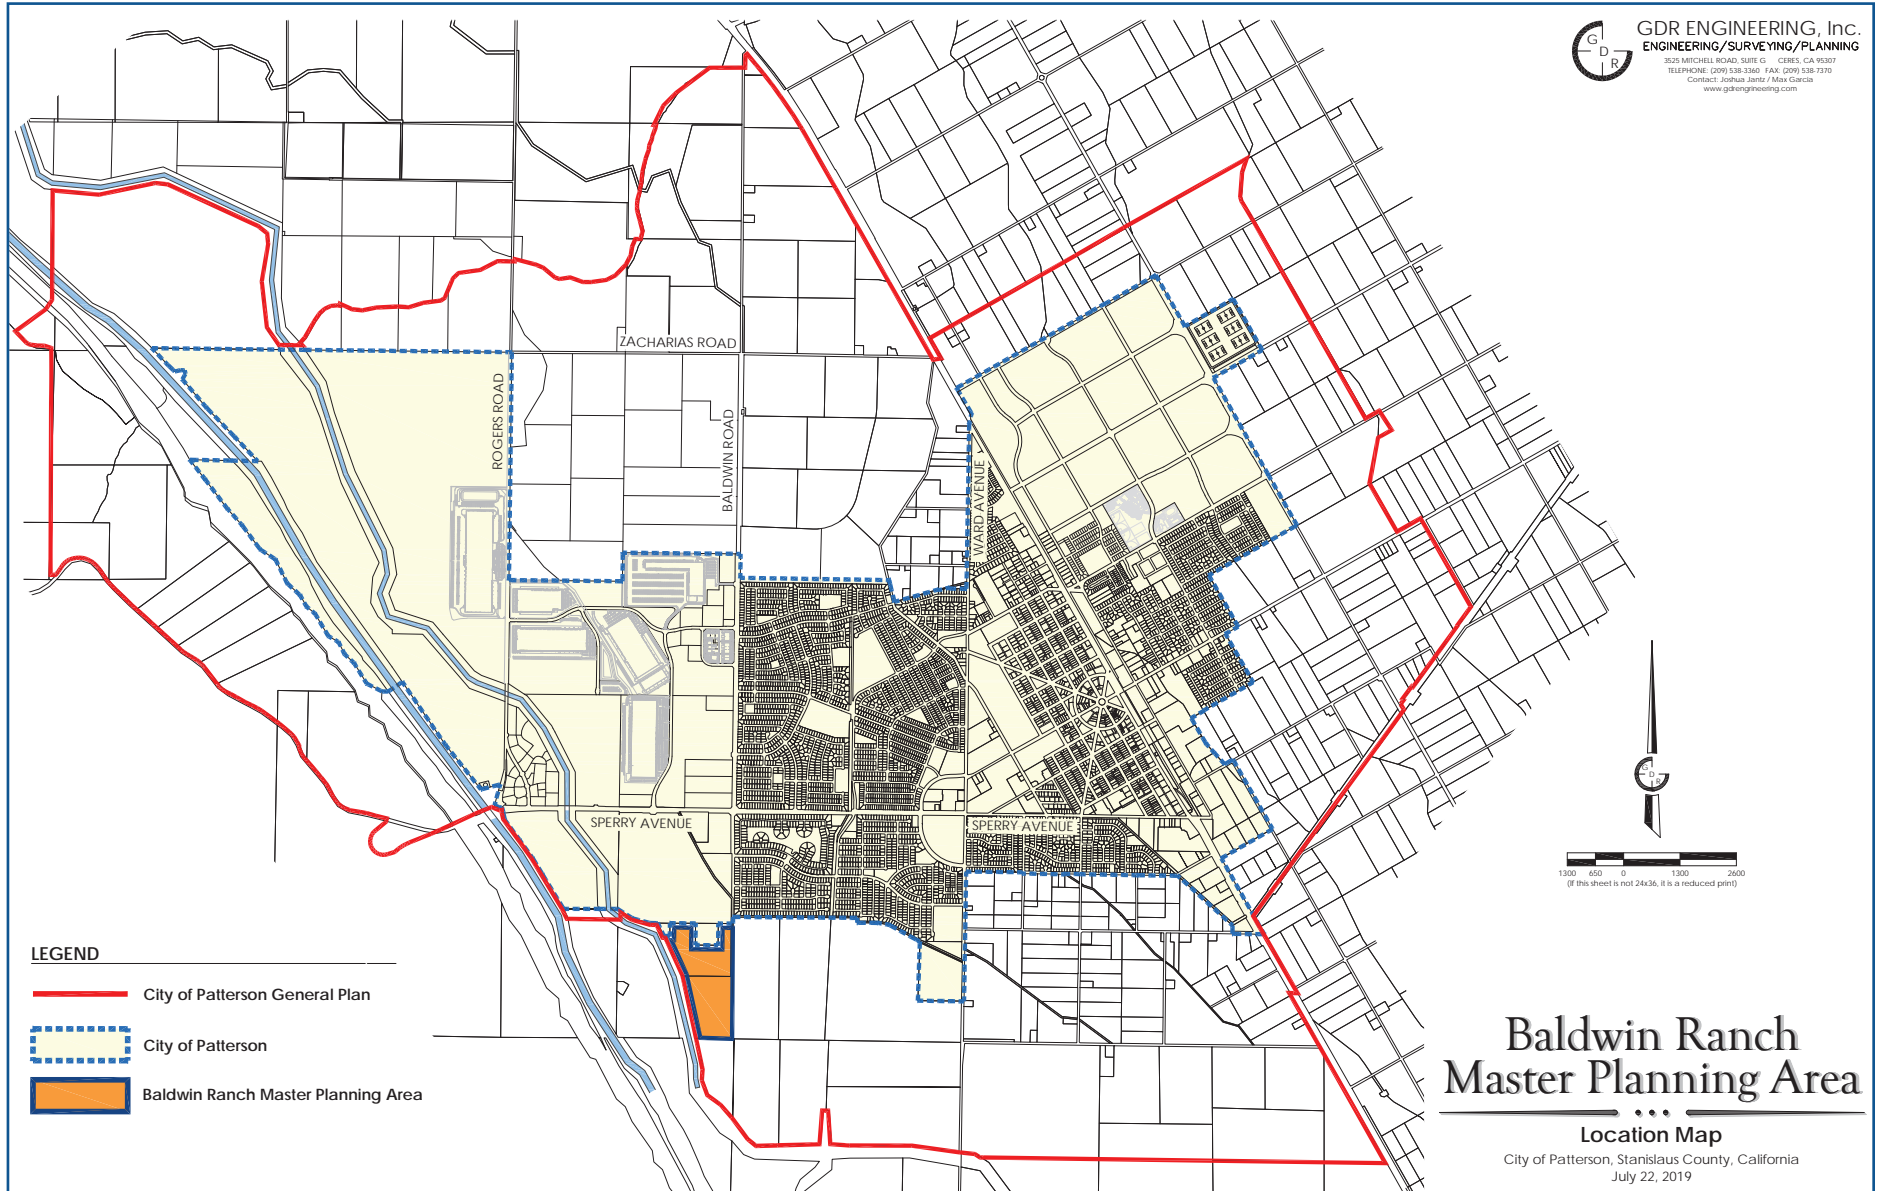 GDR ENGINEERING, Inc.
ENGINEERING/SURVEYING/PLANNING
3525 MITCHELL ROAD, SUITE G CERES, CA 95307
TELEPHONE: (209) 538-3360 FAX: (209) 538-7370
Contact: Joshua Jantz / Max Garcia
www.gdrengineering.com
G
D
R
ZACHARIAS ROAD
ROGERS ROAD
BALDWIN ROAD
WARD AVENUE
SPERRY AVENUE
SPERRY AVENUE
G
D
R
1300 650 0 1300 2600
(If this sheet is not 24x36, it is a reduced print)
LEGEND
City of Patterson General Plan
City of Patterson
Baldwin Ranch Master Planning Area
Baldwin Ranch
Master Planning Area
Location Map
City of Patterson, Stanislaus County, California
July 22, 2019